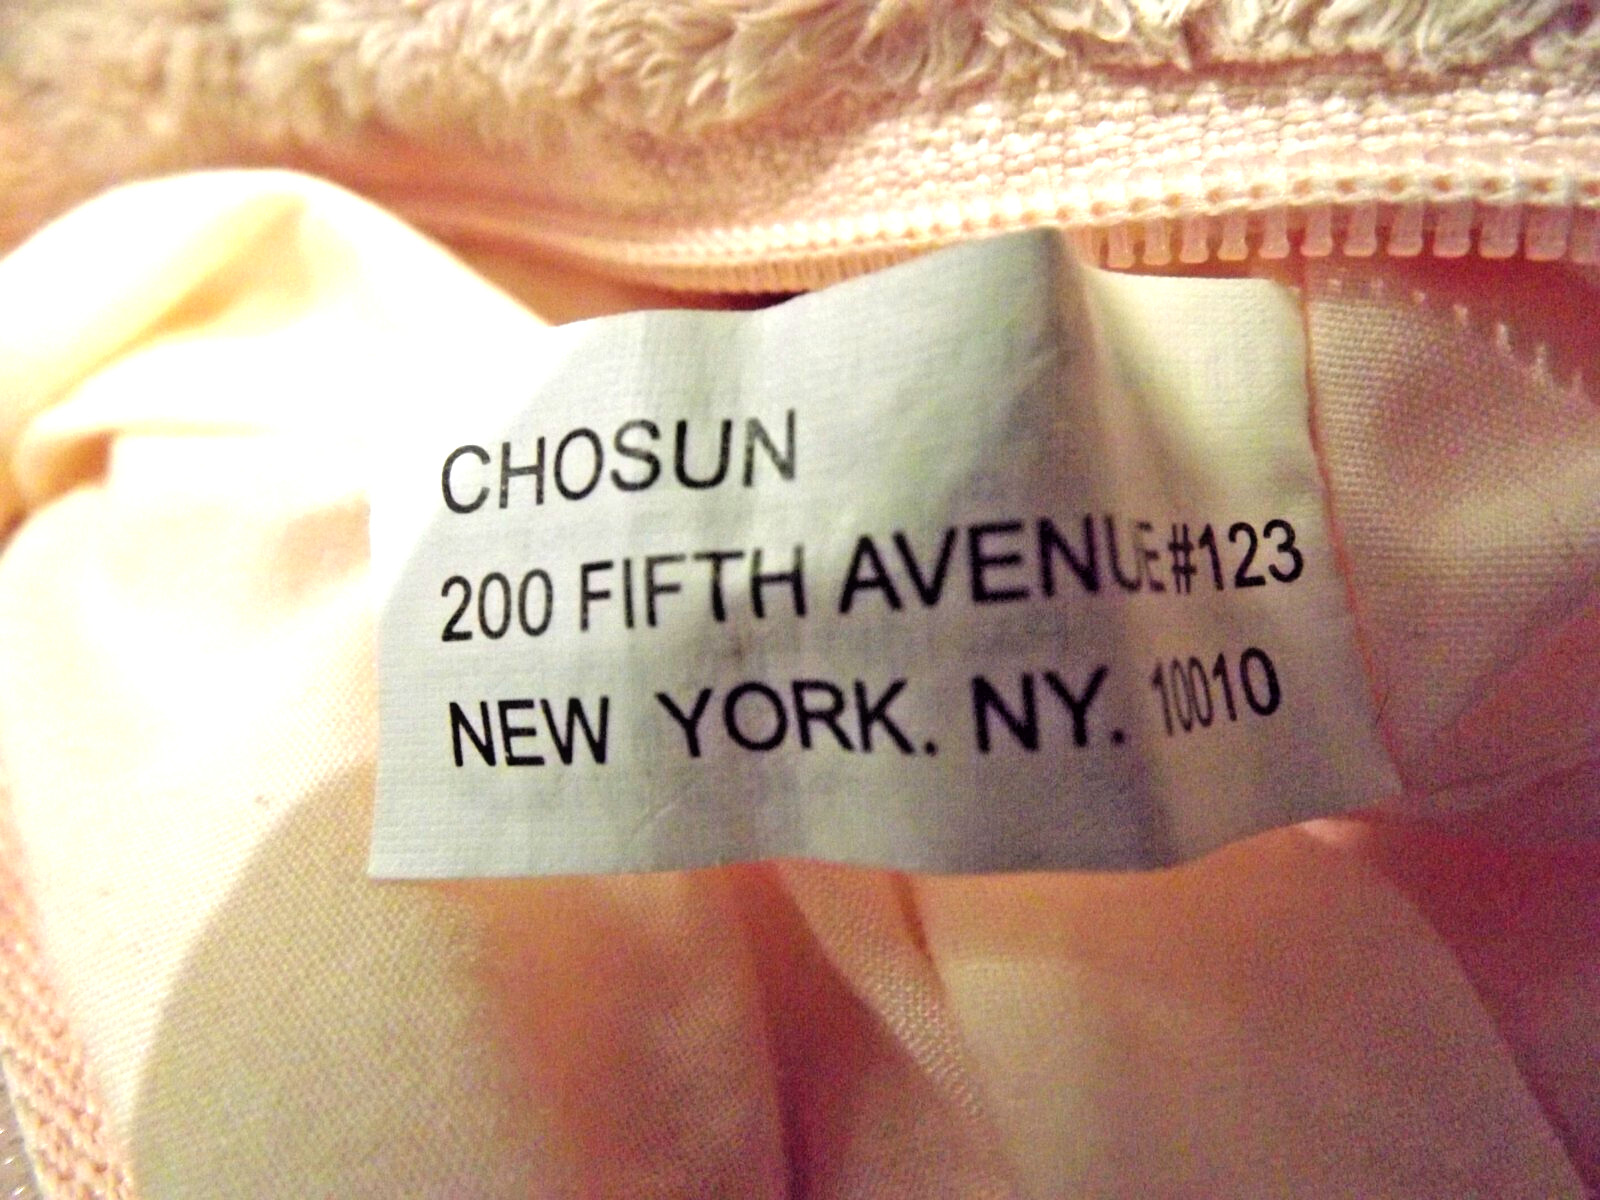 CHOSUN
200 FIFTH AVENUE#123
NEW YORK. NY. 10010